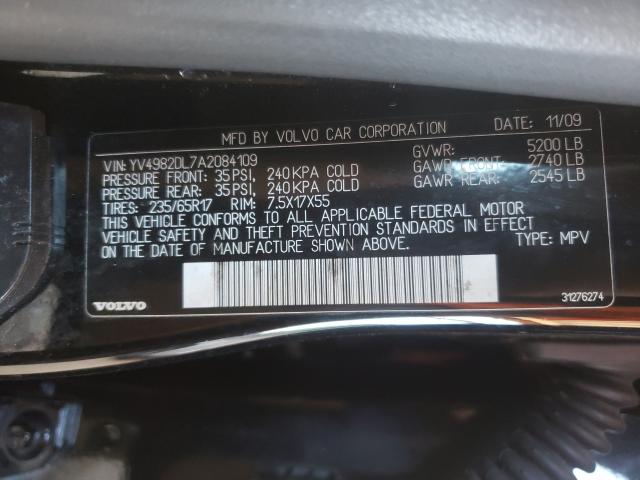 MFD BY VOLVO CAR CORPORATION DATE: 11/09
VIN: YV4982DL7A2084109 GVWR: 5200 LB
PRESSURE FRONT: 35 PSI, 240 KPA COLD GAWR FRONT: 2740 LB
PRESSURE REAR: 35 PSI, 240 KPA COLD GAWR REAR: 2545 LB
TIRES: 235/65R17 RIM: 7.5X17X55
THIS VEHICLE CONFORMS TO ALL APPLICABLE FEDERAL MOTOR
VEHICLE SAFETY AND THEFT PREVENTION STANDARDS IN EFFECT
ON THE DATE OF MANUFACTURE SHOWN ABOVE. TYPE: MPV
VOLVO 31276274